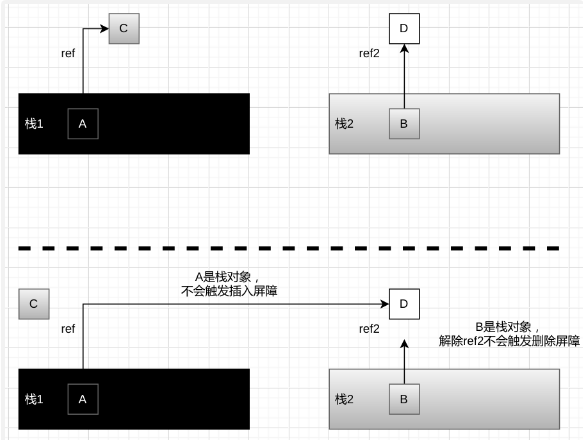 C
D
ref
ref2
栈1
A
栈2
B
A是栈对象，
不会触发插入屏障
C
D
ref
ref2
B是栈对象，
解除ref2不会触发删除屏障
栈1
A
栈2
B